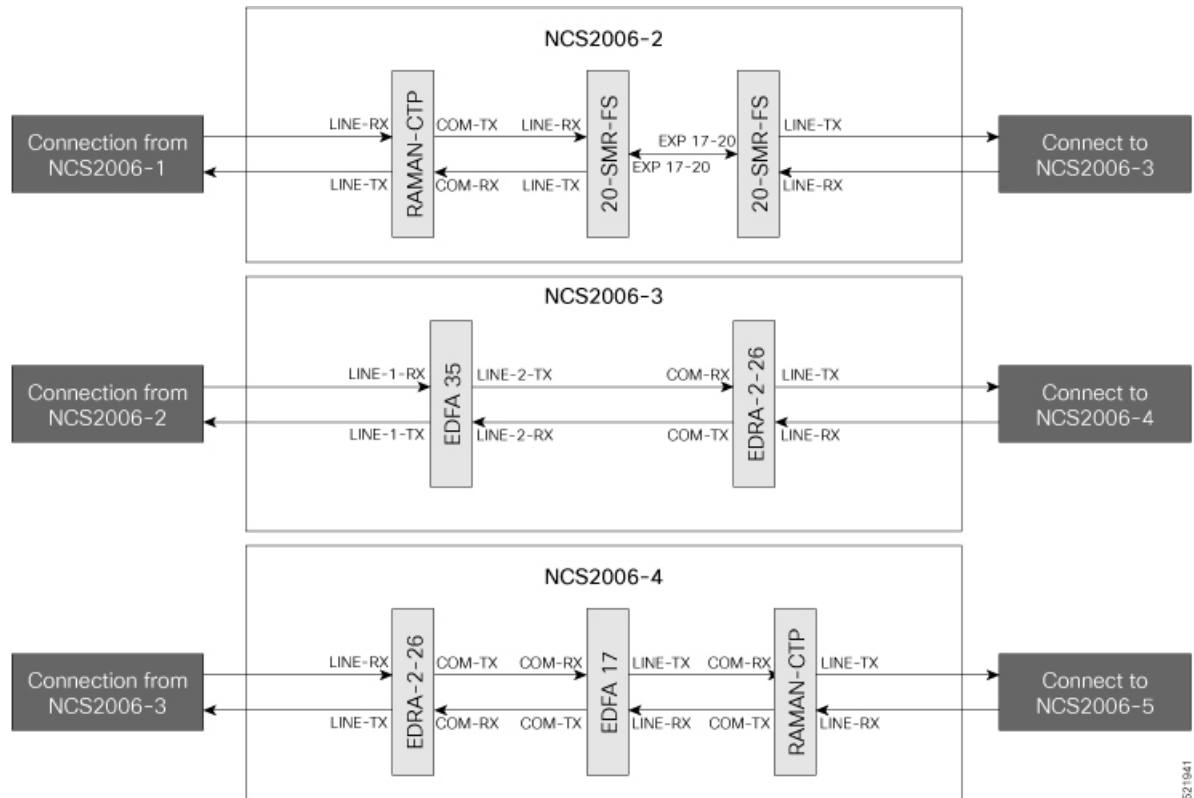 NCS2006-2
Connection from
NCS2006-1
LINE-RX
LINE-TX
RAMAN-CTP
COM-TX
COM-RX
LINE-RX
LINE-TX
20-SMR-FS
EXP 17-20
EXP 17-20
20-SMR-FS
LINE-TX
LINE-RX
Connect to
NCS2006-3
NCS2006-3
Connection from
NCS2006-2
LINE-1-RX
LINE-1-TX
EDFA 35
LINE-2-TX
LINE-2-RX
COM-RX
COM-TX
EDRA-2-26
LINE-TX
LINE-RX
Connect to
NCS2006-4
NCS2006-4
Connection from
NCS2006-3
LINE-RX
LINE-TX
EDRA-2-26
COM-TX
COM-RX
COM-RX
COM-TX
EDFA 17
LINE-TX
LINE-RX
COM-RX
COM-TX
RAMAN-CTP
LINE-TX
LINE-RX
Connect to
NCS2006-5
521941